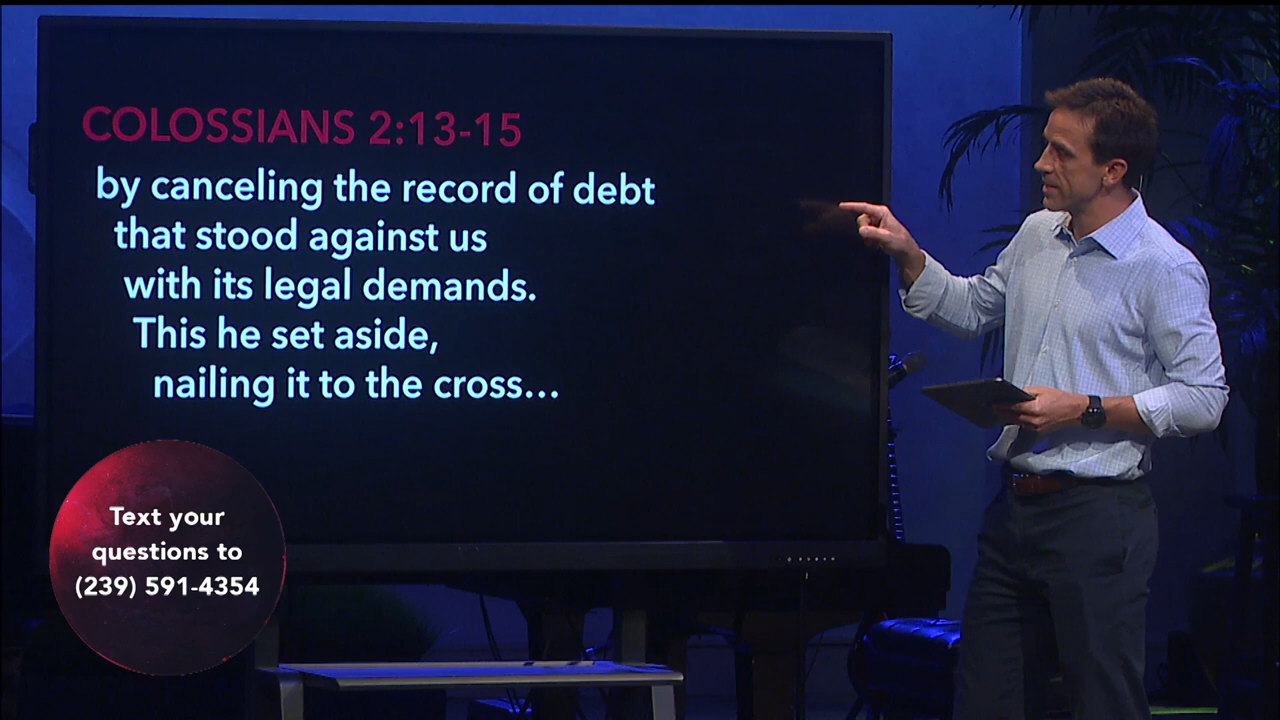 COLOSSIANS 2:13-15
by canceling the record of debt
that stood against us
with its legal demands.
This he set aside,
nailing it to the cross...
Text your
questions to
(239) 591-4354